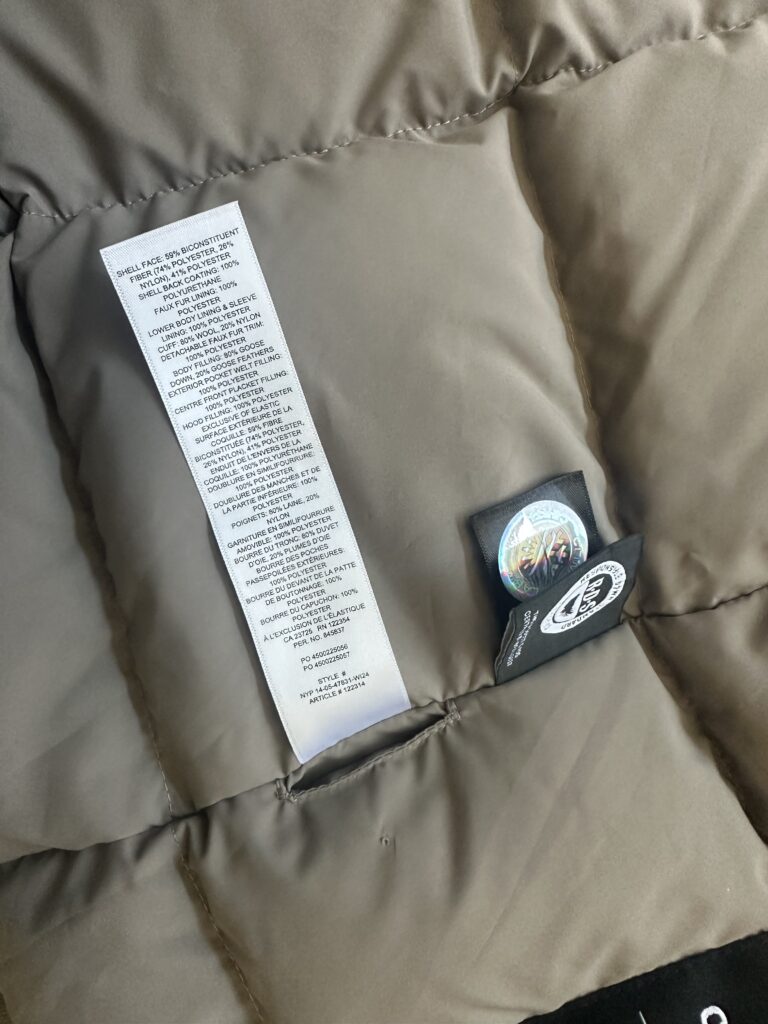 SHELL FACE: 59% BICONSTITUENT
FIBER (74% POLYESTER, 26%
NYLON), 41% POLYESTER
SHELL BACK COATING: 100%
POLYURETHANE
FAUX FUR LINING: 100%
POLYESTER
LOWER BODY LINING & SLEEVE
LINING: 100% POLYESTER
CUFF: 80% WOOL, 20% NYLON
DETACHABLE FAUX FUR TRIM:
100% POLYESTER
BODY FILLING: 80% GOOSE
DOWN, 20% GOOSE FEATHERS
EXTERIOR POCKET WELT FILLING:
100% POLYESTER
CENTRE FRONT PLACKET FILLING:
100% POLYESTER
HOOD FILLING: 100% POLYESTER
EXCLUSIVE OF ELASTIC
SURFACE EXTÉRIEURE DE LA
COQUILLE: 59% FIBRE
BICONSTITUÉE (74% POLYESTER,
26% NYLON), 41% POLYESTER
ENDUIT DE L'ENVERS DE LA
COQUILLE: 100% POLYURÉTHANE
DOUBLURE EN SIMILIFOURRURE:
100% POLYESTER
DOUBLURE DES MANCHES ET DE
LA PARTIE INFÉRIEURE: 100%
POLYESTER
POIGNETS: 80% LAINE, 20%
NYLON
GARNITURE EN SIMILIFOURRURE
AMOVIBLE: 100% POLYESTER
BOURRE DU TRONC: 80% DUVET
D'OIE, 20% PLUMES D'OIE
BOURRE DES POCHES
PASSEPOILÉES EXTÉRIEURES:
100% POLYESTER
BOURRE DU DEVANT DE LA PATTE
DE BOUTONNAGE: 100%
POLYESTER
BOURRE DU CAPUCHON: 100%
POLYESTER
À L'EXCLUSION DE L'ÉLASTIQUE
CA 23725 RN 122354
PER. NO. 845837
PO 4500225056
PO 4500225057
STYLE #
NYP 14-05-47831-WI24
ARTICLE # 122314
RDS